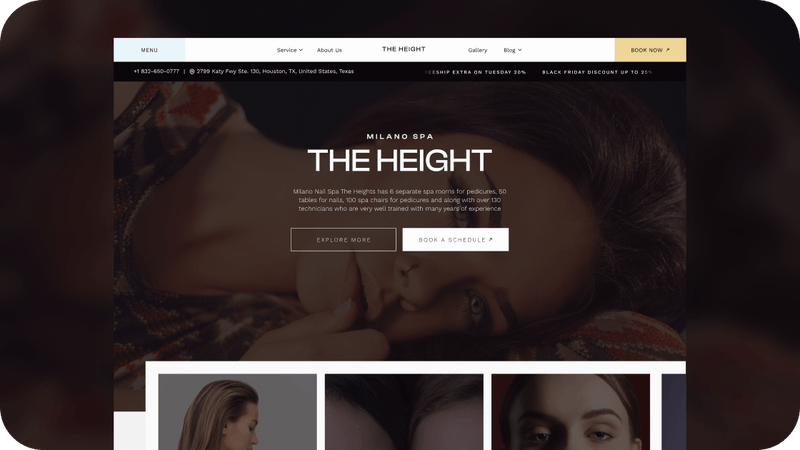 MENU
Service
About Us
THE HEIGHT
Gallery
Blog
BOOK NOW ↗
+1 832-650-0777 | 2799 Katy Fwy Ste. 130, Houston, TX, United States, Texas
EXTRA ON TUESDAY 20%
BLACK FRIDAY DISCOUNT UP TO 25%
MILANO SPA
THE HEIGHT
Milano Nail Spa The Heights has 6 separate spa rooms for pedicures, 50
tables for nails, 100 spa chairs for pedicures and along with over 130
technicians who are very well trained with many years of experience
EXPLORE MORE
BOOK A SCHEDULE ↗